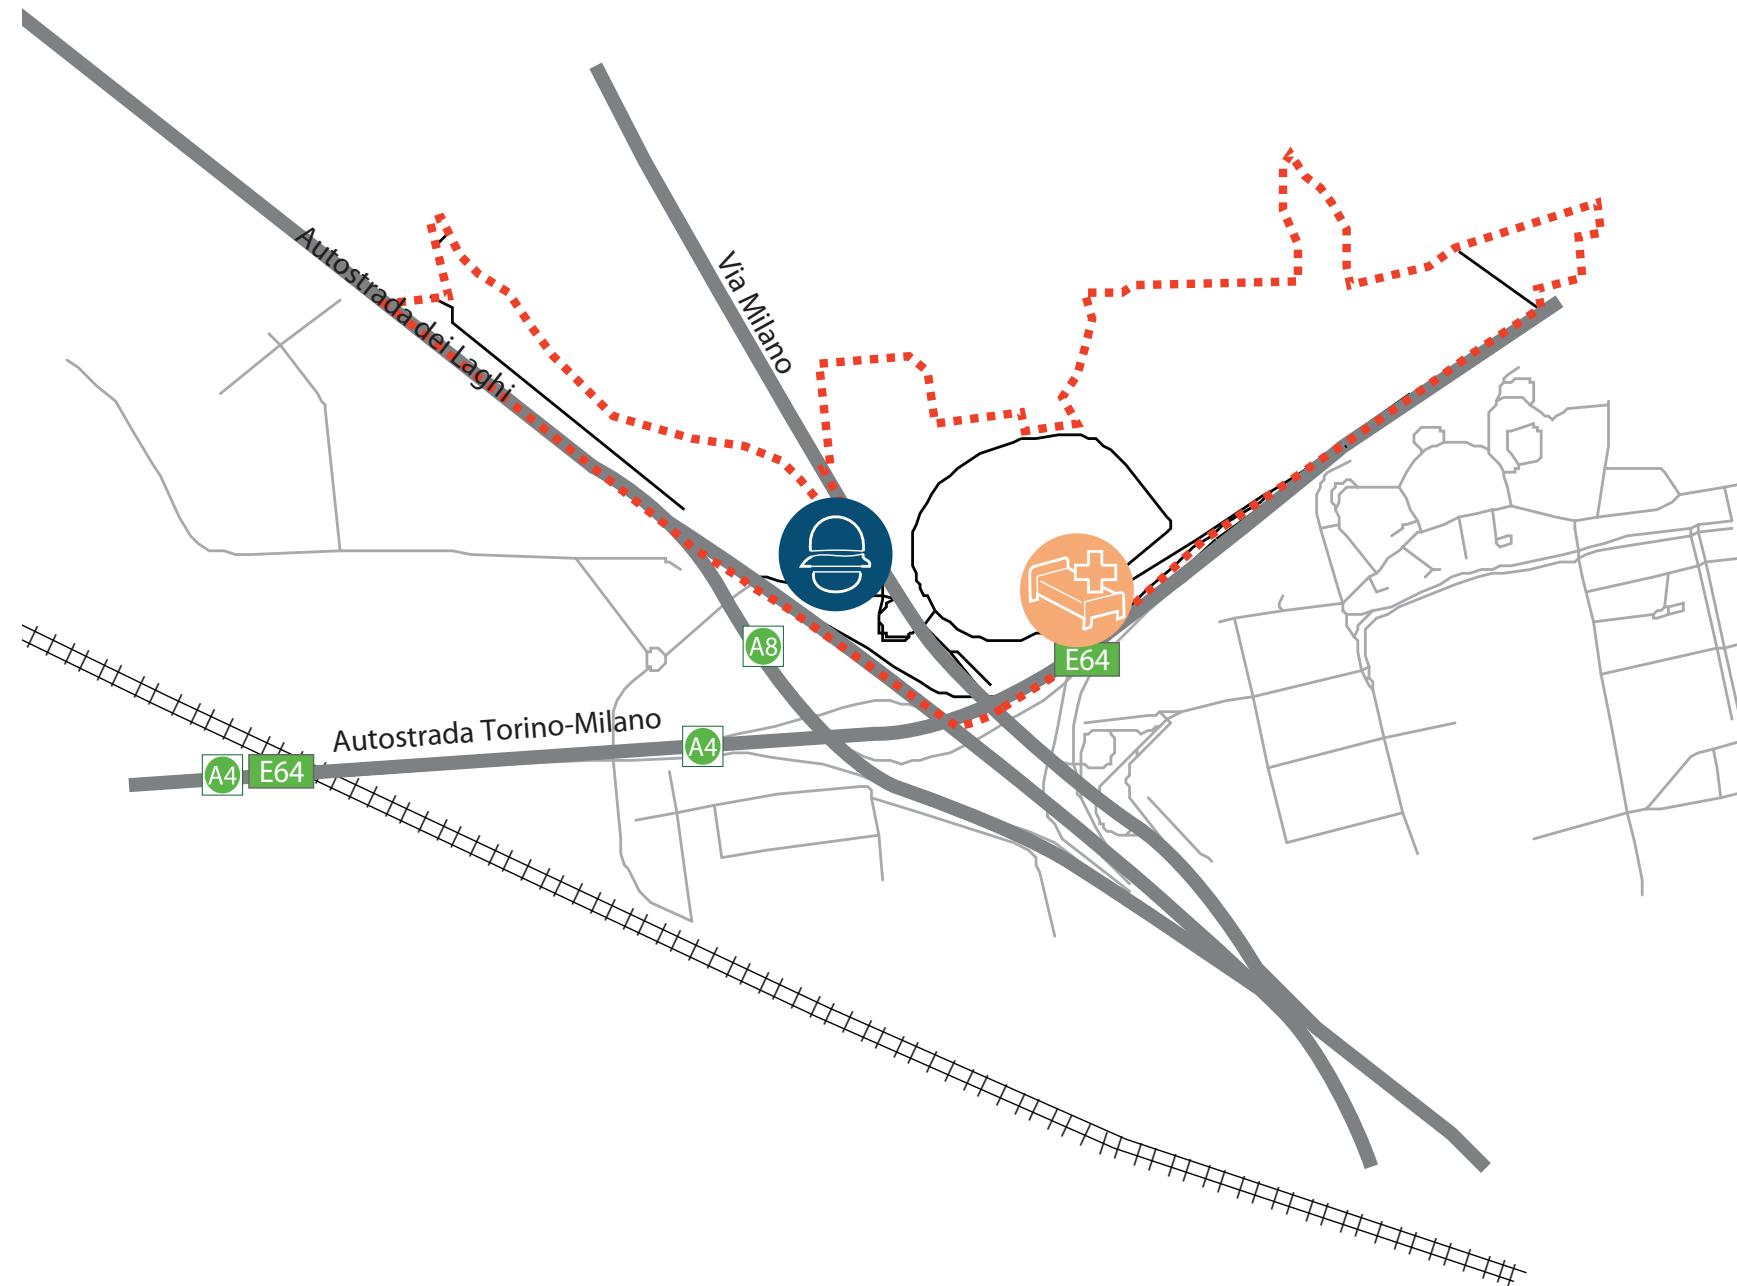 Autostrada dei Laghi
Via Milano
A8
E64
Autostrada Torino-Milano
A4
A4
E64